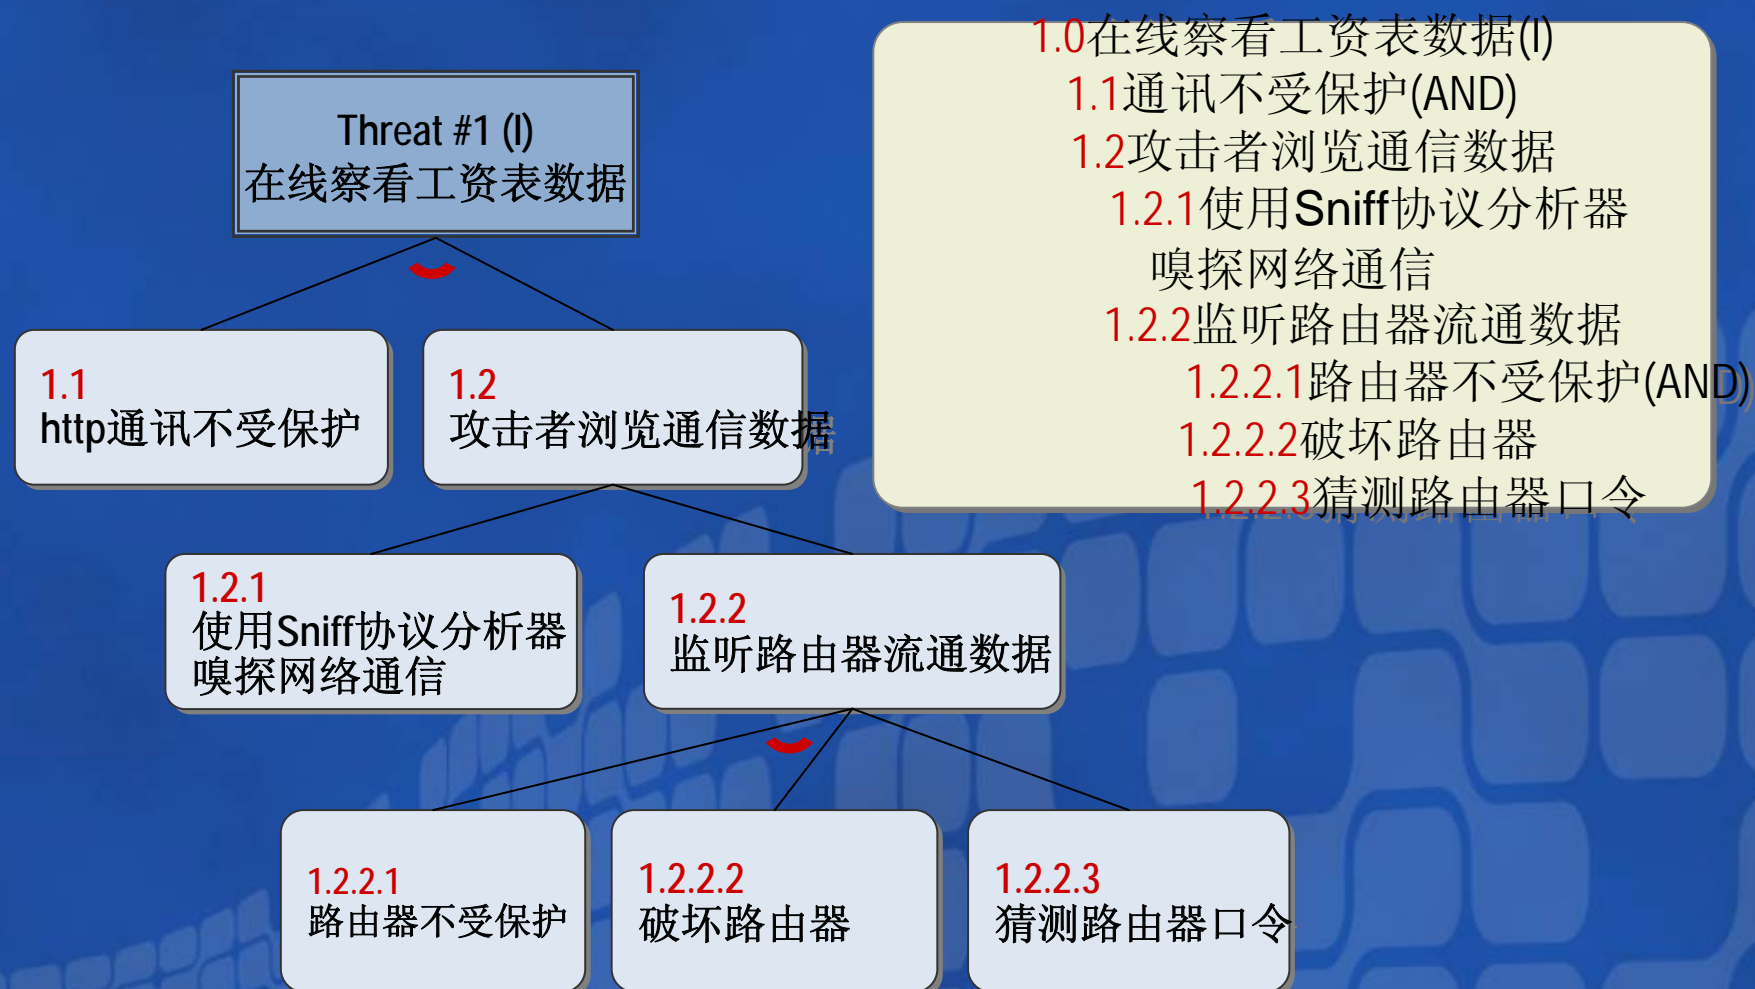 Threat #1 (I)
在线察看工资表数据
1.0在线察看工资表数据(I)
1.1通讯不受保护(AND)
1.2攻击者浏览通信数据
1.2.1使用Sniff协议分析器
嗅探网络通信
1.2.2监听路由器流通数据
1.2.2.1路由器不受保护(AND)
1.2.2.2破坏路由器
1.2.2.3猜测路由器口令
1.1
http通讯不受保护
1.2
攻击者浏览通信数据
1.2.1
使用Sniff协议分析器
嗅探网络通信
1.2.2
监听路由器流通数据
1.2.2.1
路由器不受保护
1.2.2.2
破坏路由器
1.2.2.3
猜测路由器口令